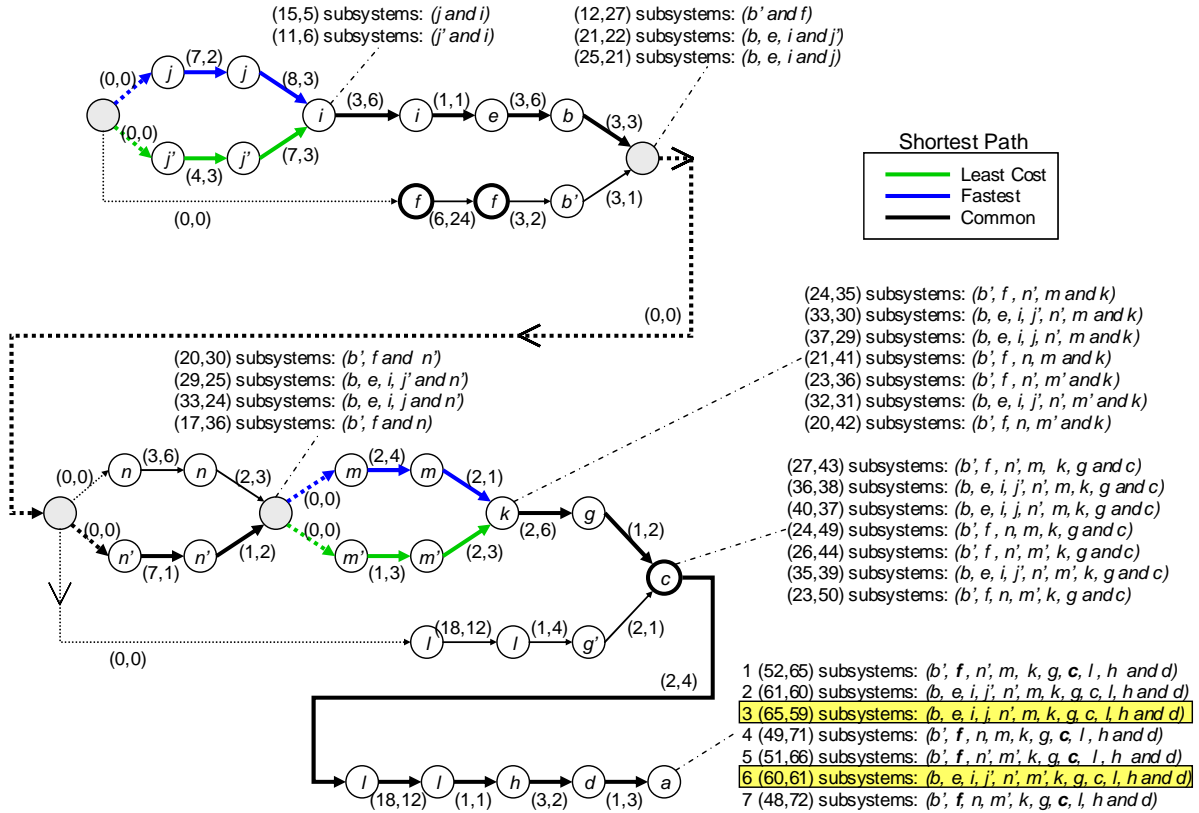 (15,5) subsystems: (j and i)
(11,6) subsystems: (j' and i)
(12,27) subsystems: (b' and f)
(21,22) subsystems: (b, e, i and j')
(25,21) subsystems: (b, e, i and j)
(0,0)
j
(7,2)
j
(8,3)
i
(3,6)
i
(1,1)
e
(3,6)
b
(3,3)
(0,0)
j'
(4,3)
j'
(7,3)
(0,0)
f
(6,24)
f
(3,2)
b'
(3,1)
Shortest Path
Least Cost
Fastest
Common
(0,0)
(24,35) subsystems: (b', f , n', m and k)
(33,30) subsystems: (b, e, i, j', n', m and k)
(37,29) subsystems: (b, e, i, j, n', m and k)
(21,41) subsystems: (b', f , n, m and k)
(23,36) subsystems: (b', f , n', m' and k)
(32,31) subsystems: (b, e, i, j', n', m' and k)
(20,42) subsystems: (b', f, n, m' and k)
(20,30) subsystems: (b', f and n')
(29,25) subsystems: (b, e, i, j' and n')
(33,24) subsystems: (b, e, i, j and n')
(17,36) subsystems: (b', f and n)
(0,0)
n
(3,6)
n
(2,3)
(0,0)
m
(2,4)
m
(2,1)
k
(2,6)
g
(1,2)
(0,0)
n'
(7,1)
n'
(1,2)
(0,0)
m'
(1,3)
m'
(2,3)
c
(0,0)
l
(18,12)
l
(1,4)
g'
(2,1)
(27,43) subsystems: (b', f , n', m, k, g and c)
(36,38) subsystems: (b, e, i, j', n', m, k, g and c)
(40,37) subsystems: (b, e, i, j, n', m, k, g and c)
(24,49) subsystems: (b', f , n, m, k, g and c)
(26,44) subsystems: (b', f , n', m', k, g and c)
(35,39) subsystems: (b, e, i, j', n', m', k, g and c)
(23,50) subsystems: (b', f, n, m', k, g and c)
(2,4)
l
(18,12)
l
(1,1)
h
(3,2)
d
(1,3)
a
1 (52,65) subsystems: (b', f , n', m, k, g, c, l , h and d)
2 (61,60) subsystems: (b, e, i, j', n', m, k, g, c, l, h and d)
3 (65,59) subsystems: (b, e, i, j, n', m, k, g, c, l, h and d)
4 (49,71) subsystems: (b', f , n, m, k, g, c, l , h and d)
5 (51,66) subsystems: (b', f , n', m', k, g, c, l, h and d)
6 (60,61) subsystems: (b, e, i, j', n', m', k, g, c, l, h and d)
7 (48,72) subsystems: (b', f, n, m', k, g, c, l, h and d)